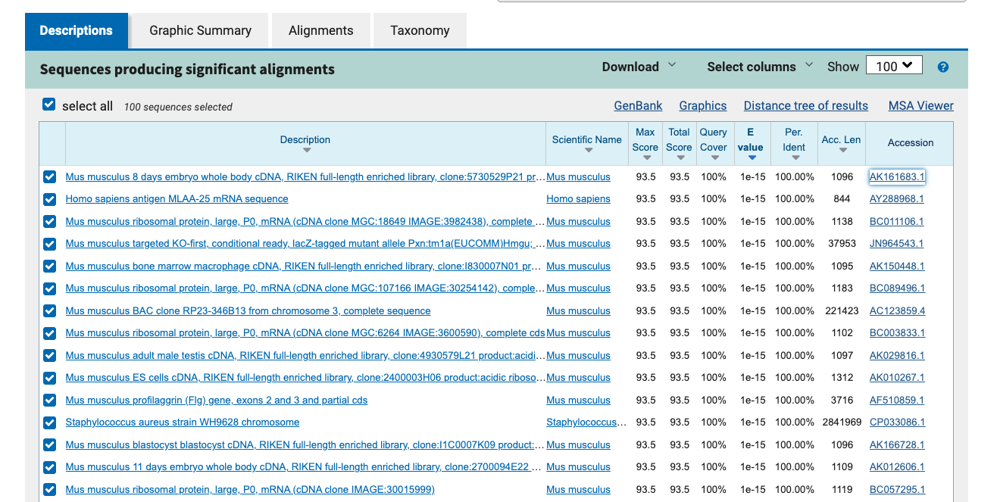 Descriptions Graphic Summary Alignments Taxonomy
Sequences producing significant alignments Download Select columns Show 100 ?
select all 100 sequences selected GenBank Graphics Distance tree of results MSA Viewer
Description Scientific Name Max Score Total Score Query Cover E value Per. Ident Acc. Len Accession
Mus musculus 8 days embryo whole body cDNA, RIKEN full-length enriched library, clone:5730529P21 pr... Mus musculus 93.5 93.5 100% 1e-15 100.00% 1096 AK161683.1
Homo sapiens antigen MLAA-25 mRNA sequence Homo sapiens 93.5 93.5 100% 1e-15 100.00% 844 AY288968.1
Mus musculus ribosomal protein, large, P0, mRNA (cDNA clone MGC:18649 IMAGE:3982438), complete ... Mus musculus 93.5 93.5 100% 1e-15 100.00% 1138 BC011106.1
Mus musculus targeted KO-first, conditional ready, lacZ-tagged mutant allele Pxn:tm1a(EUCOMM)Hmgu; ... Mus musculus 93.5 93.5 100% 1e-15 100.00% 37953 JN964543.1
Mus musculus bone marrow macrophage cDNA, RIKEN full-length enriched library, clone:I830007N01 pr... Mus musculus 93.5 93.5 100% 1e-15 100.00% 1095 AK150448.1
Mus musculus ribosomal protein, large, P0, mRNA (cDNA clone MGC:107166 IMAGE:30254142), comple... Mus musculus 93.5 93.5 100% 1e-15 100.00% 1183 BC089496.1
Mus musculus BAC clone RP23-346B13 from chromosome 3, complete sequence Mus musculus 93.5 93.5 100% 1e-15 100.00% 221423 AC123859.4
Mus musculus ribosomal protein, large, P0, mRNA (cDNA clone MGC:6264 IMAGE:3600590), complete cds Mus musculus 93.5 93.5 100% 1e-15 100.00% 1102 BC003833.1
Mus musculus adult male testis cDNA, RIKEN full-length enriched library, clone:4930579L21 product:acidi... Mus musculus 93.5 93.5 100% 1e-15 100.00% 1097 AK029816.1
Mus musculus ES cells cDNA, RIKEN full-length enriched library, clone:2400003H06 product:acidic riboso... Mus musculus 93.5 93.5 100% 1e-15 100.00% 1312 AK010267.1
Mus musculus profilaggrin (Flg) gene, exons 2 and 3 and partial cds Mus musculus 93.5 93.5 100% 1e-15 100.00% 3716 AF510859.1
Staphylococcus aureus strain WH9628 chromosome Staphylococcus... 93.5 93.5 100% 1e-15 100.00% 2841969 CP033086.1
Mus musculus blastocyst blastocyst cDNA, RIKEN full-length enriched library, clone:I1C0007K09 product:... Mus musculus 93.5 93.5 100% 1e-15 100.00% 1096 AK166728.1
Mus musculus 11 days embryo whole body cDNA, RIKEN full-length enriched library, clone:2700094E22 ... Mus musculus 93.5 93.5 100% 1e-15 100.00% 1109 AK012606.1
Mus musculus ribosomal protein, large, P0, mRNA (cDNA clone IMAGE:30015999) Mus musculus 93.5 93.5 100% 1e-15 100.00% 1119 BC057295.1